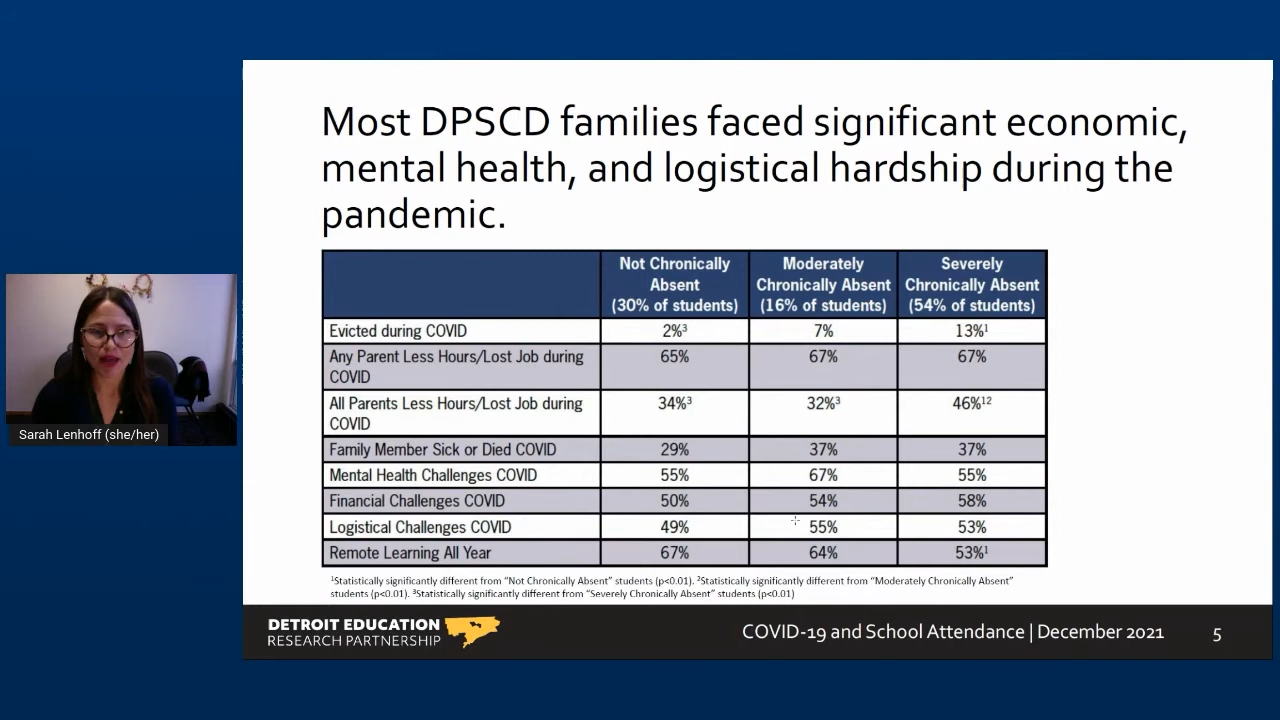 Most DPSCD families faced significant economic,
mental health, and logistical hardship during the
pandemic.
Not Chronically Absent (30% of students) Moderately Chronically Absent (16% of students) Severely Chronically Absent (54% of students)
Evicted during COVID 2%³ 7% 13%¹
Any Parent Less Hours/Lost Job during COVID 65% 67% 67%
All Parents Less Hours/Lost Job during COVID 34%³ 32%³ 46%¹²
Family Member Sick or Died COVID 29% 37% 37%
Mental Health Challenges COVID 55% 67% 55%
Financial Challenges COVID 50% 54% 58%
Logistical Challenges COVID 49% 55% 53%
Remote Learning All Year 67% 64% 53%¹
¹Statistically significantly different from “Not Chronically Absent” students (p<0.01). ²Statistically significantly different from “Moderately Chronically Absent”
students (p<0.01). ³Statistically significantly different from “Severely Chronically Absent” students (p<0.01)
Sarah Lenhoff (she/her)
DETROIT EDUCATION
RESEARCH PARTNERSHIP
COVID-19 and School Attendance | December 2021 5